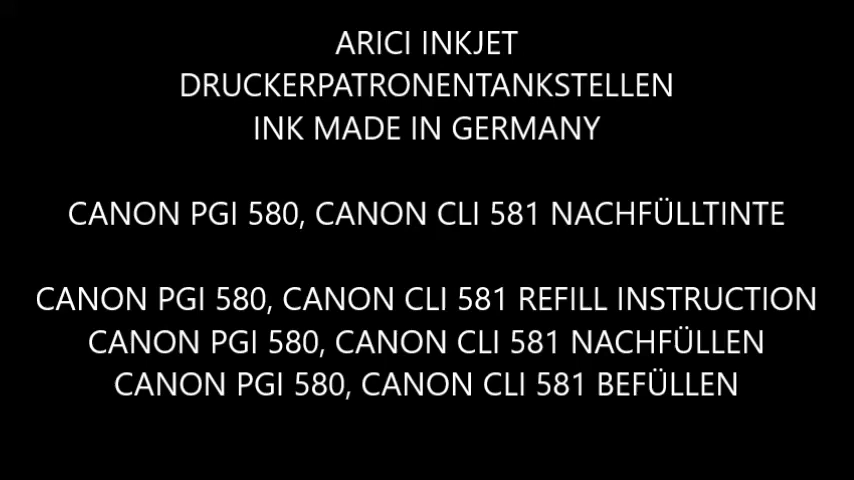 ARICI INKJET
DRUCKERPATRONENTANKSTELLEN
INK MADE IN GERMANY
CANON PGI 580, CANON CLI 581 NACHFÜLLTINTE
CANON PGI 580, CANON CLI 581 REFILL INSTRUCTION
CANON PGI 580, CANON CLI 581 NACHFÜLLEN
CANON PGI 580, CANON CLI 581 BEFÜLLEN